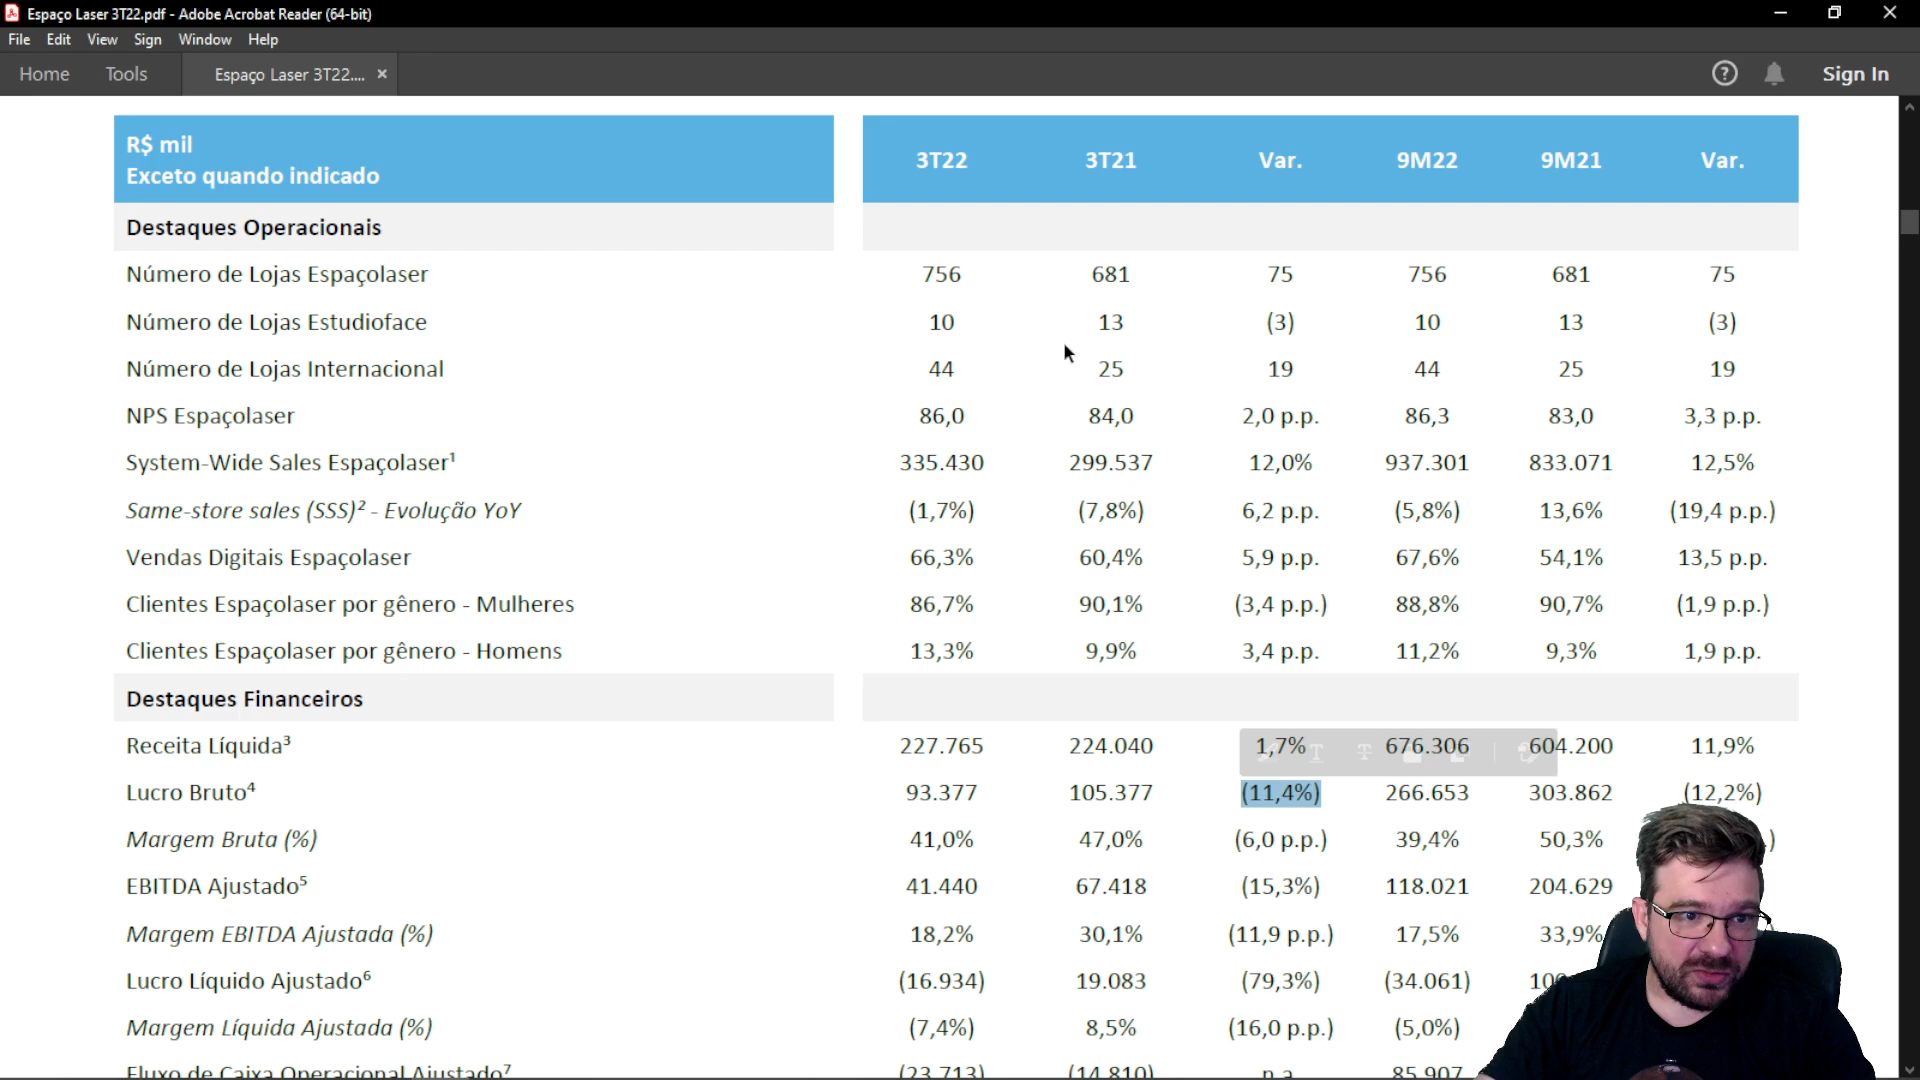 Espaço Laser 3T22.pdf - Adobe Acrobat Reader (64-bit)
File Edit View Sign Window Help
Home Tools Espaço Laser 3T22.... × Sign In
R$ mil
Exceto quando indicado
3T22 3T21 Var. 9M22 9M21 Var.
Destaques Operacionais
Número de Lojas Espaçolaser 756 681 75 756 681 75
Número de Lojas Estudioface 10 13 (3) 10 13 (3)
Número de Lojas Internacional 44 25 19 44 25 19
NPS Espaçolaser 86,0 84,0 2,0 p.p. 86,3 83,0 3,3 p.p.
System-Wide Sales Espaçolaser¹ 335.430 299.537 12,0% 937.301 833.071 12,5%
Same-store sales (SSS)² - Evolução YoY (1,7%) (7,8%) 6,2 p.p. (5,8%) 13,6% (19,4 p.p.)
Vendas Digitais Espaçolaser 66,3% 60,4% 5,9 p.p. 67,6% 54,1% 13,5 p.p.
Clientes Espaçolaser por gênero - Mulheres 86,7% 90,1% (3,4 p.p.) 88,8% 90,7% (1,9 p.p.)
Clientes Espaçolaser por gênero - Homens 13,3% 9,9% 3,4 p.p. 11,2% 9,3% 1,9 p.p.
Destaques Financeiros
Receita Líquida³ 227.765 224.040 1,7% 676.306 604.200 11,9%
Lucro Bruto⁴ 93.377 105.377 (11,4%) 266.653 303.862 (12,2%)
Margem Bruta (%) 41,0% 47,0% (6,0 p.p.) 39,4% 50,3%
EBITDA Ajustado⁵ 41.440 67.418 (15,3%) 118.021 204.629
Margem EBITDA Ajustada (%) 18,2% 30,1% (11,9 p.p.) 17,5% 33,9%
Lucro Líquido Ajustado⁶ (16.934) 19.083 (79,3%) (34.061)
Margem Líquida Ajustada (%) (7,4%) 8,5% (16,0 p.p.) (5,0%)
Fluxo de Caixa Operacional Ajustado⁷ (23.713) (14.810) n.a. 85.907